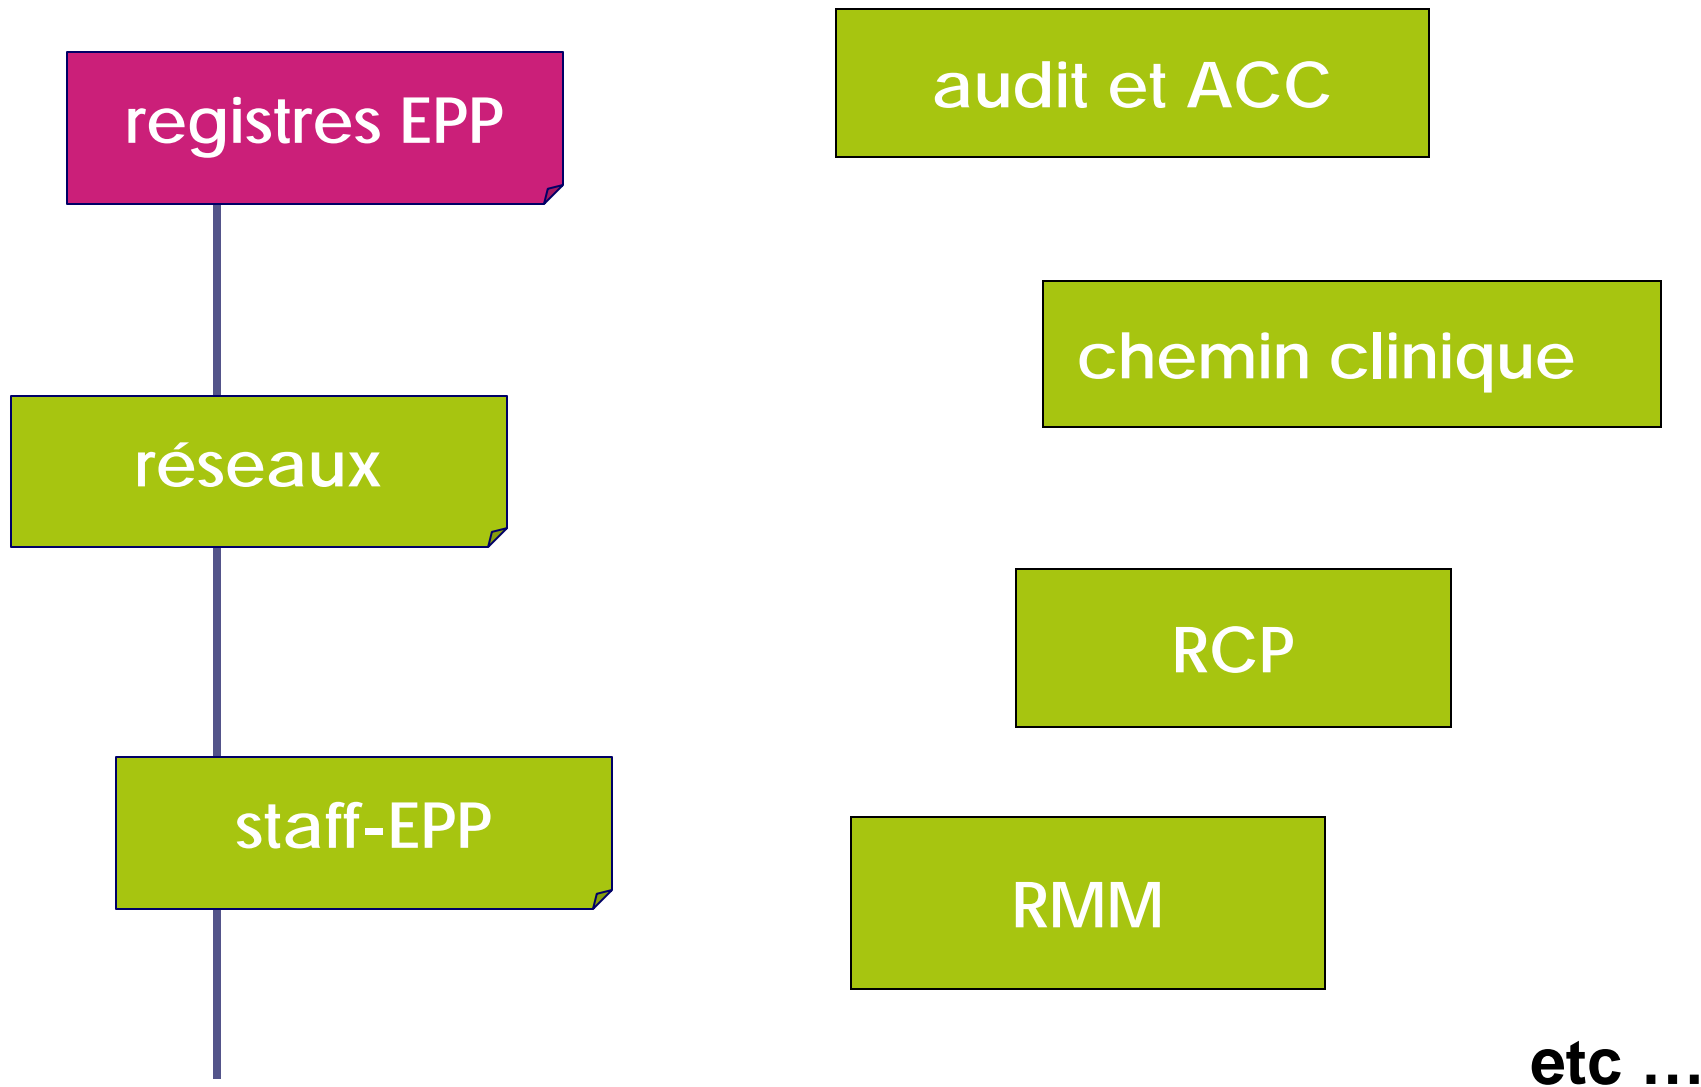 registres EPP
audit et ACC
chemin clinique
réseaux
RCP
staff-EPP
RMM
etc …